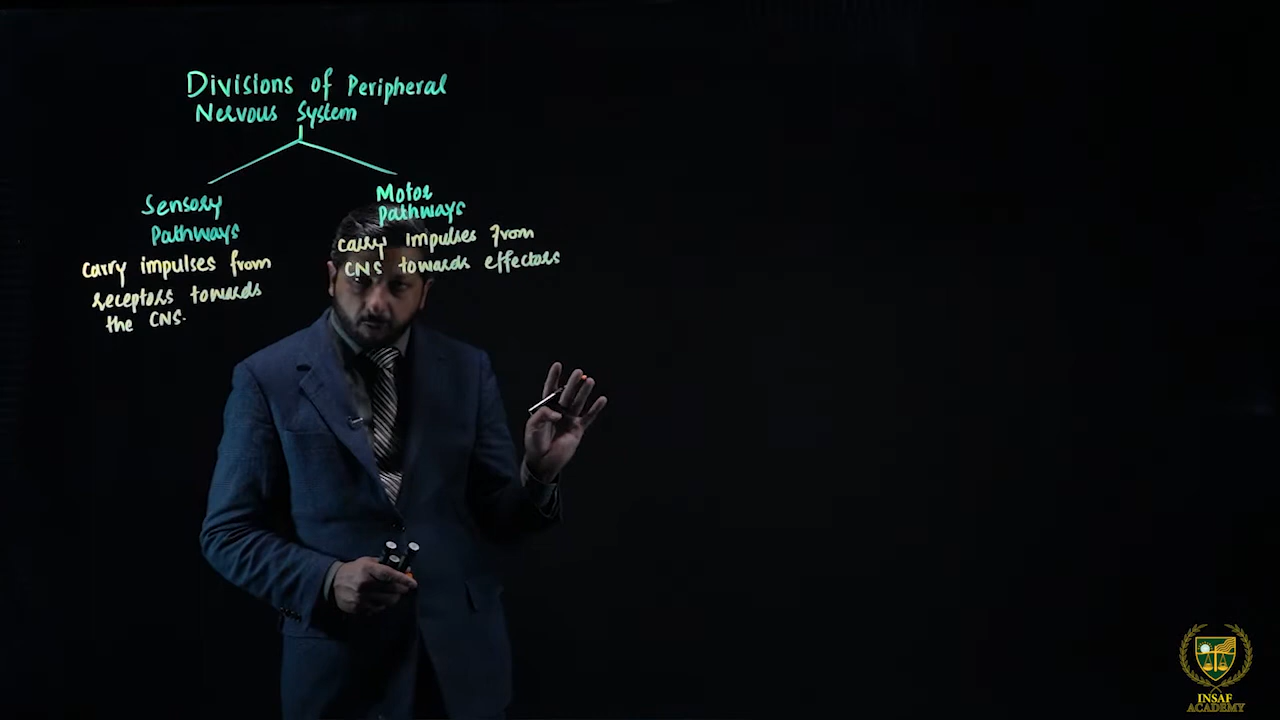 Divisions of Peripheral
Nervous System
Sensory
Pathways
Carry impulses from
receptors towards
the CNS.
Motor
Pathways
Carry impulses from
CNS towards effectors
INSAF
ACADEMY